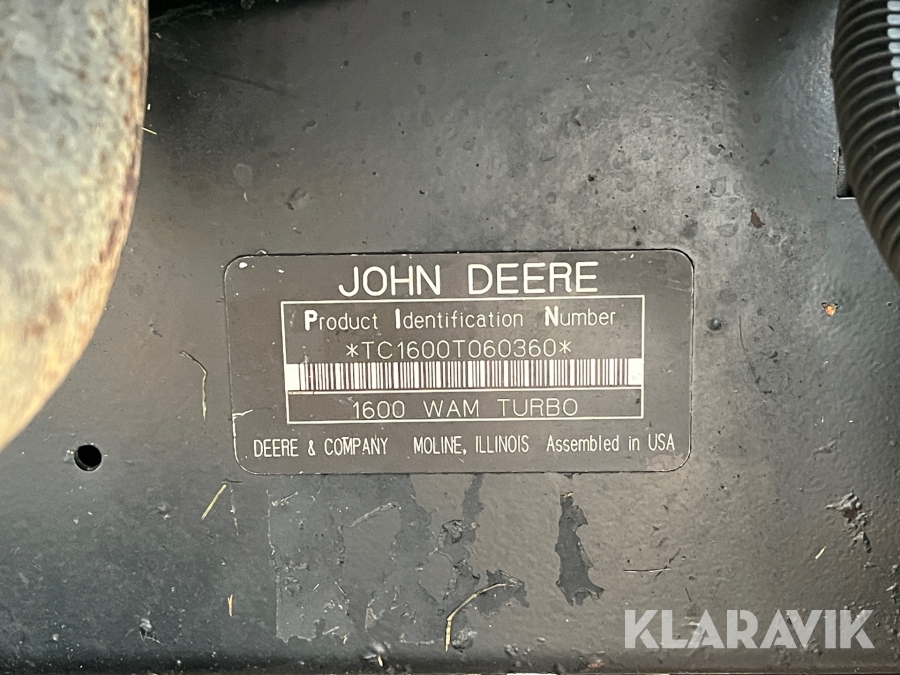 JOHN DEERE
Product Identification Number
*TC1600T060360*
1600 WAM TURBO
DEERE & COMPANY MOLINE, ILLINOIS Assembled in USA
KLARAVIK